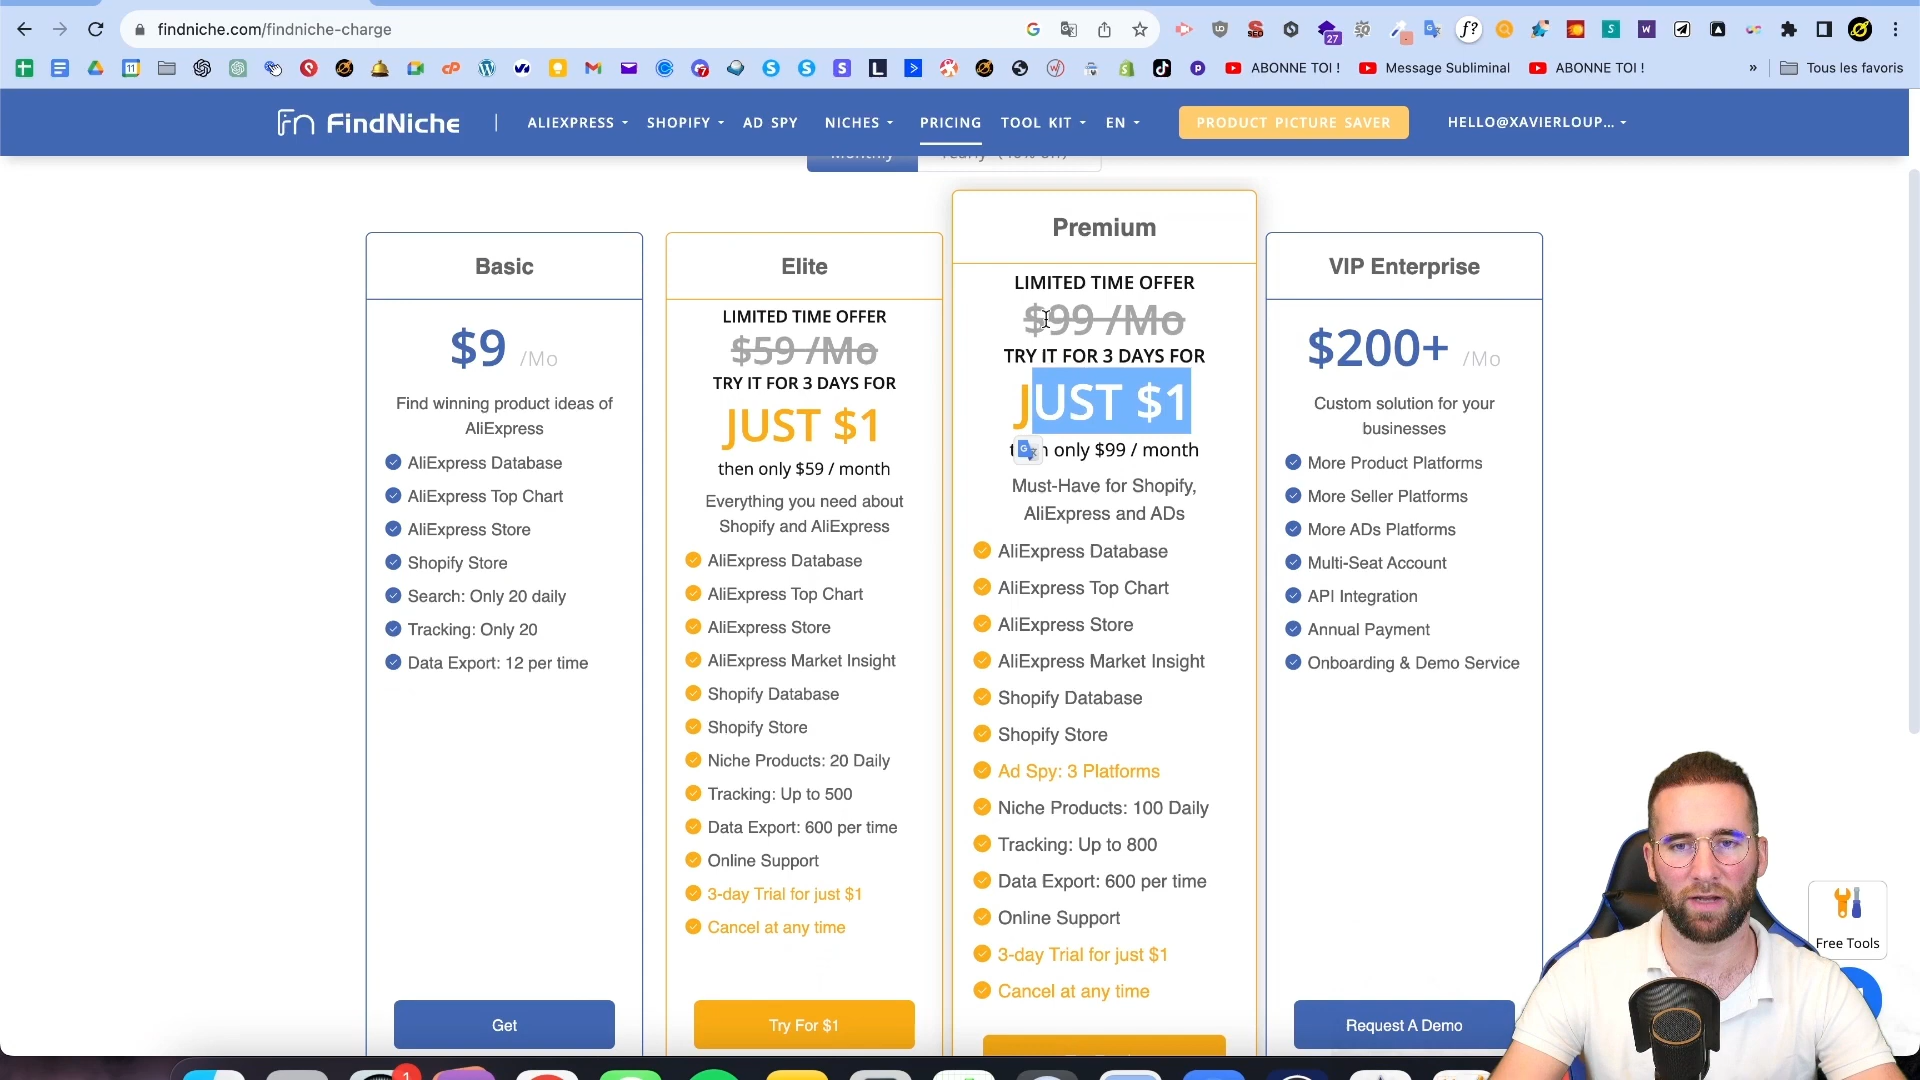 findniche.com/findniche-charge
27
ABONNE TOI !
Message Subliminal
ABONNE TOI !
Tous les favoris
FindNiche
ALIEXPRESS
SHOPIFY
AD SPY
NICHES
PRICING
TOOL KIT
EN
PRODUCT PICTURE SAVER
HELLO@XAVIERLOUP...
Basic
$9 /Mo
Find winning product ideas of
AliExpress
AliExpress Database
AliExpress Top Chart
AliExpress Store
Shopify Store
Search: Only 20 daily
Tracking: Only 20
Data Export: 12 per time
Get
Elite
LIMITED TIME OFFER
$59 /Mo
TRY IT FOR 3 DAYS FOR
JUST $1
then only $59 / month
Everything you need about
Shopify and AliExpress
AliExpress Database
AliExpress Top Chart
AliExpress Store
AliExpress Market Insight
Shopify Database
Shopify Store
Niche Products: 20 Daily
Tracking: Up to 500
Data Export: 600 per time
Online Support
3-day Trial for just $1
Cancel at any time
Try For $1
Premium
LIMITED TIME OFFER
$99 /Mo
TRY IT FOR 3 DAYS FOR
JUST $1
only $99 / month
Must-Have for Shopify,
AliExpress and ADs
AliExpress Database
AliExpress Top Chart
AliExpress Store
AliExpress Market Insight
Shopify Database
Shopify Store
Ad Spy: 3 Platforms
Niche Products: 100 Daily
Tracking: Up to 800
Data Export: 600 per time
Online Support
3-day Trial for just $1
Cancel at any time
VIP Enterprise
$200+ /Mo
Custom solution for your
businesses
More Product Platforms
More Seller Platforms
More ADs Platforms
Multi-Seat Account
API Integration
Annual Payment
Onboarding & Demo Service
Request A Demo
Free Tools